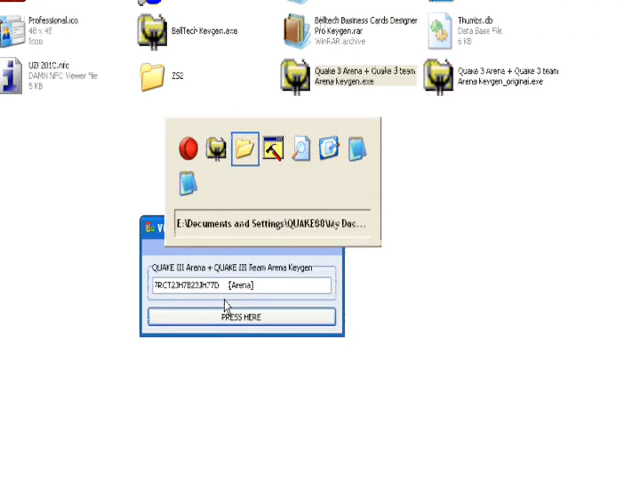 Professional.ico
48 x 48
Icon
BellTech Keygen.exe
Belltech Business Cards Designer
Pro Keygen.rar
WinRAR archive
Thumbs.db
Data Base File
6 KB
UZI 2010.nfo
DAMN NFO Viewer file
5 KB
ZS2
Quake 3 Arena + Quake 3 team
Arena Keygen.exe
Quake 3 Arena + Quake 3 team
Arena Keygen_original.exe
E:\Documents and Settings\QUAKE88\My Doc...
QUAKE III Arena + QUAKE III Team Arena Keygen
[Arena]
PRESS HERE